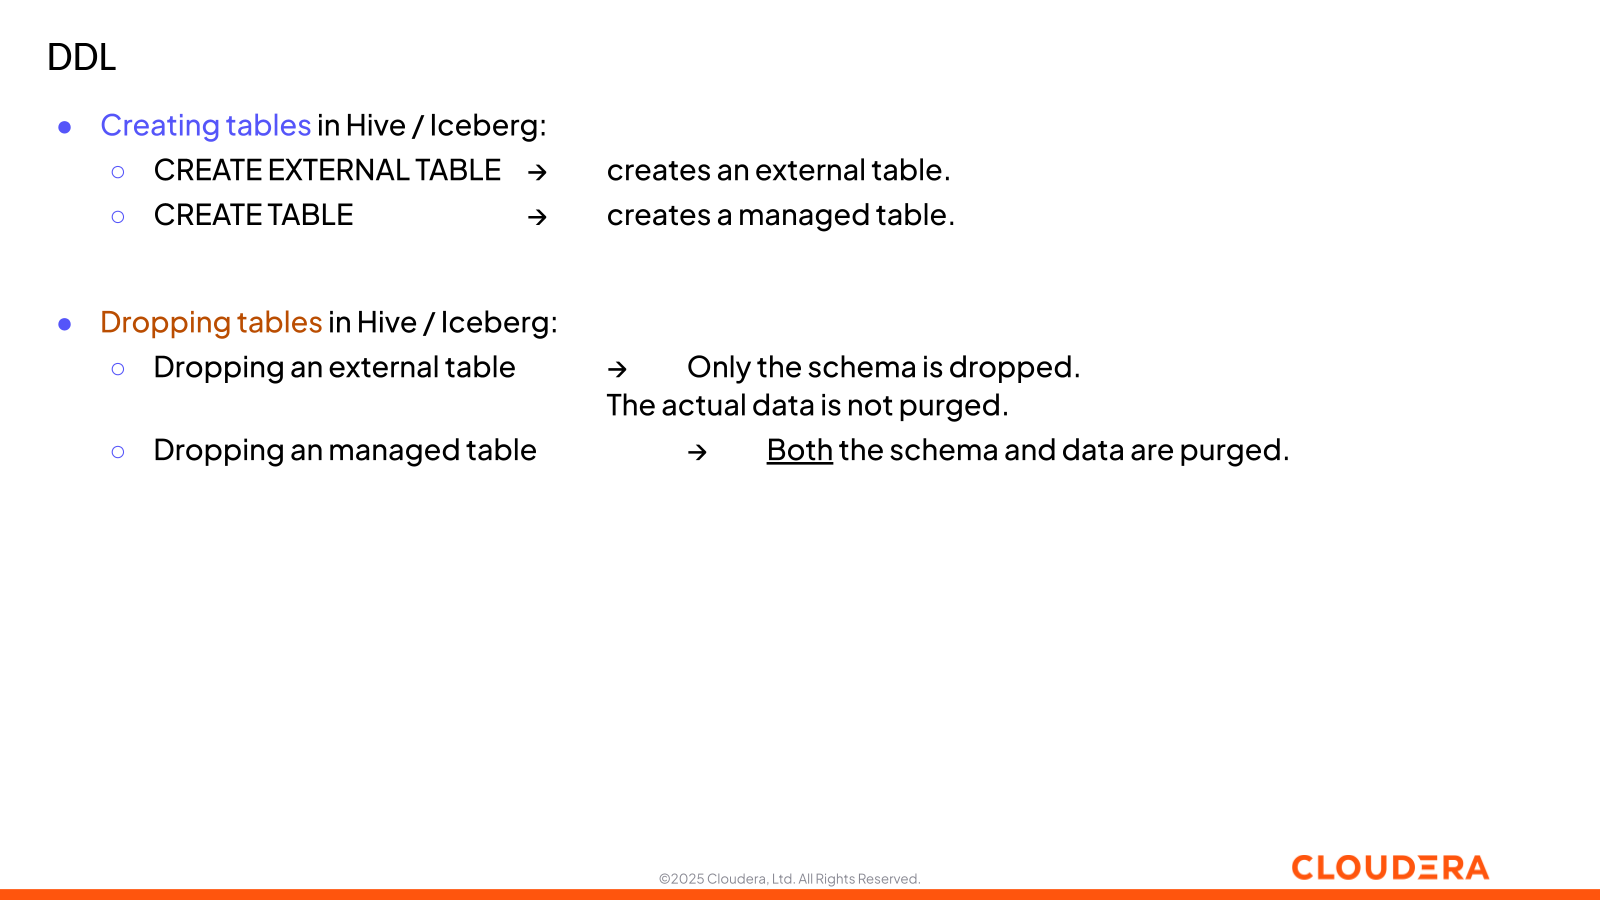 DDL
● Creating tables in Hive / Iceberg:
○ CREATE EXTERNAL TABLE → creates an external table.
○ CREATE TABLE → creates a managed table.
● Dropping tables in Hive / Iceberg:
○ Dropping an external table → Only the schema is dropped.
The actual data is not purged.
○ Dropping an managed table → Both the schema and data are purged.
CLOUDERA
©2025 Cloudera, Ltd. All Rights Reserved.